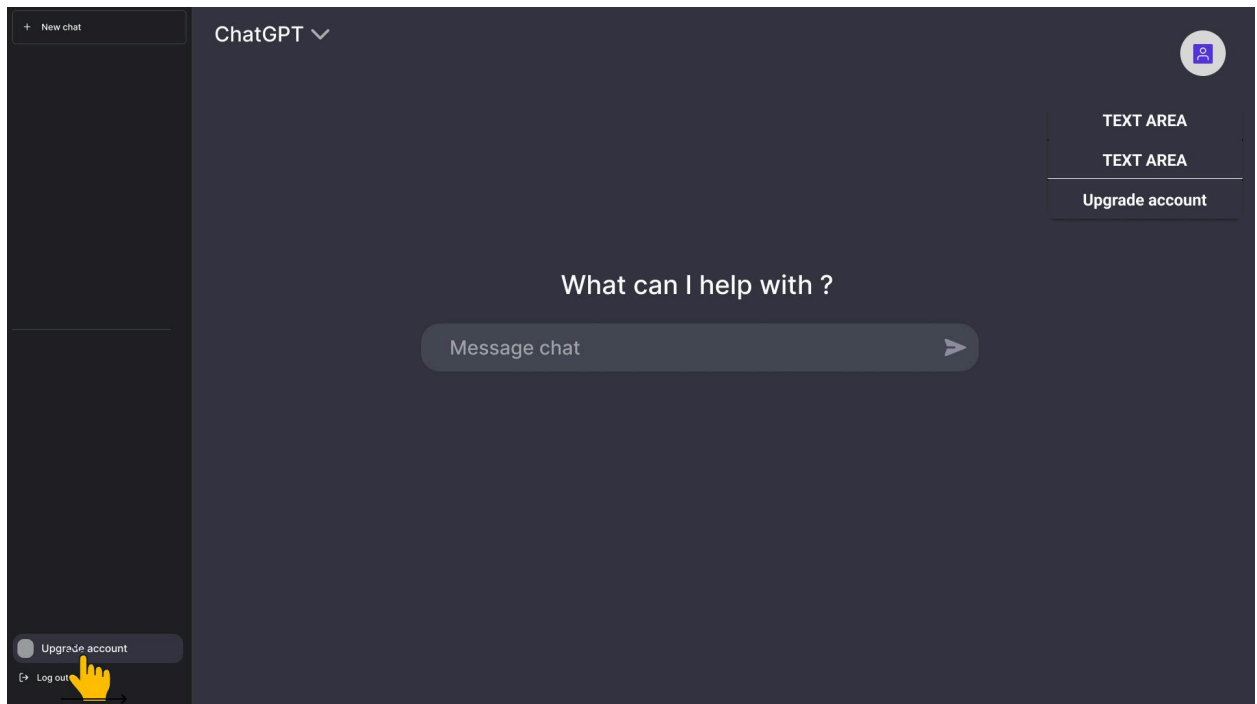 New chat
ChatGPT
TEXT AREA
TEXT AREA
Upgrade account
What can I help with ?
Message chat
Upgrade account
Log out